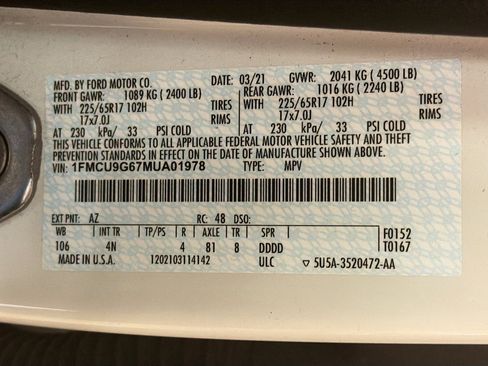 MFD. BY FORD MOTOR CO. 03/21 GVWR: 2041 KG ( 4500 LB)
FRONT GAWR: 1089 KG ( 2400 LB) REAR GAWR: 1016 KG ( 2240 LB)
WITH 225/65R17 102H TIRES WITH 225/65R17 102H TIRES
17x7.0J RIMS 17x7.0J RIMS
AT 230 kPa/ 33 PSI COLD AT 230 kPa/ 33 PSI COLD
THIS VEHICLE CONFORMS TO ALL APPLICABLE FEDERAL MOTOR VEHICLE SAFETY AND THEFT
PREVENTION STANDARDS IN EFFECT ON THE DATE OF MANUFACTURE SHOWN ABOVE.
VIN: 1FMCU9G67MUA01978 TYPE: MPV
EXT PNT: AZ RC: 48 DSO:
WB INT TR TP/PS R AXLE TR SPR F0152
106 4N 4 81 8 DDDD T0167
MADE IN U.S.A. 1202103114142 ULC ▽ 5U5A-3520472-AA